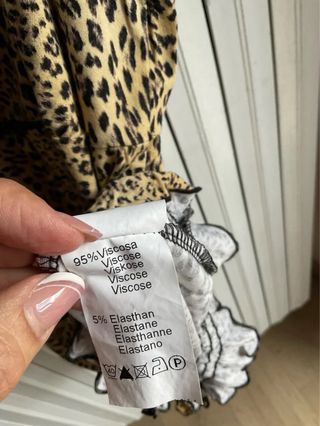 95%Viscosa
Viscose
Viskose
Viscose
Viscose
5% Elasthan
Elastane
Elasthanne
Elastano